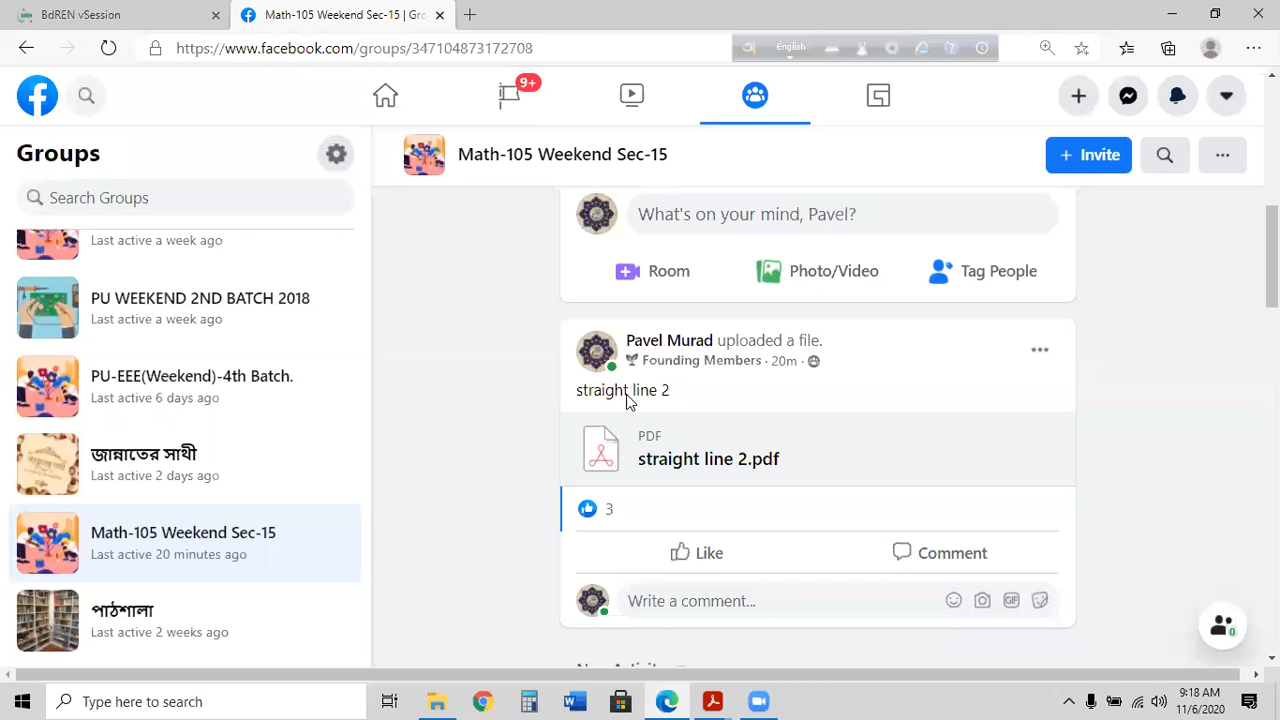 BdREN vSession
Math-105 Weekend Sec-15 | Gro
https://www.facebook.com/groups/347104873172708
English
9+
Groups
Math-105 Weekend Sec-15
Invite
Search Groups
What's on your mind, Pavel?
Last active a week ago
Room
Photo/Video
Tag People
PU WEEKEND 2ND BATCH 2018
Last active a week ago
Pavel Murad uploaded a file.
Founding Members · 20m ·
PU-EEE(Weekend)-4th Batch.
Last active 6 days ago
straight line 2
PDF
straight line 2.pdf
জান্নাতের সাথী
Last active 2 days ago
3
Math-105 Weekend Sec-15
Last active 20 minutes ago
Like
Comment
Write a comment...
GIF
পাঠশালা
Last active 2 weeks ago
0
Type here to search
9:18 AM
11/6/2020